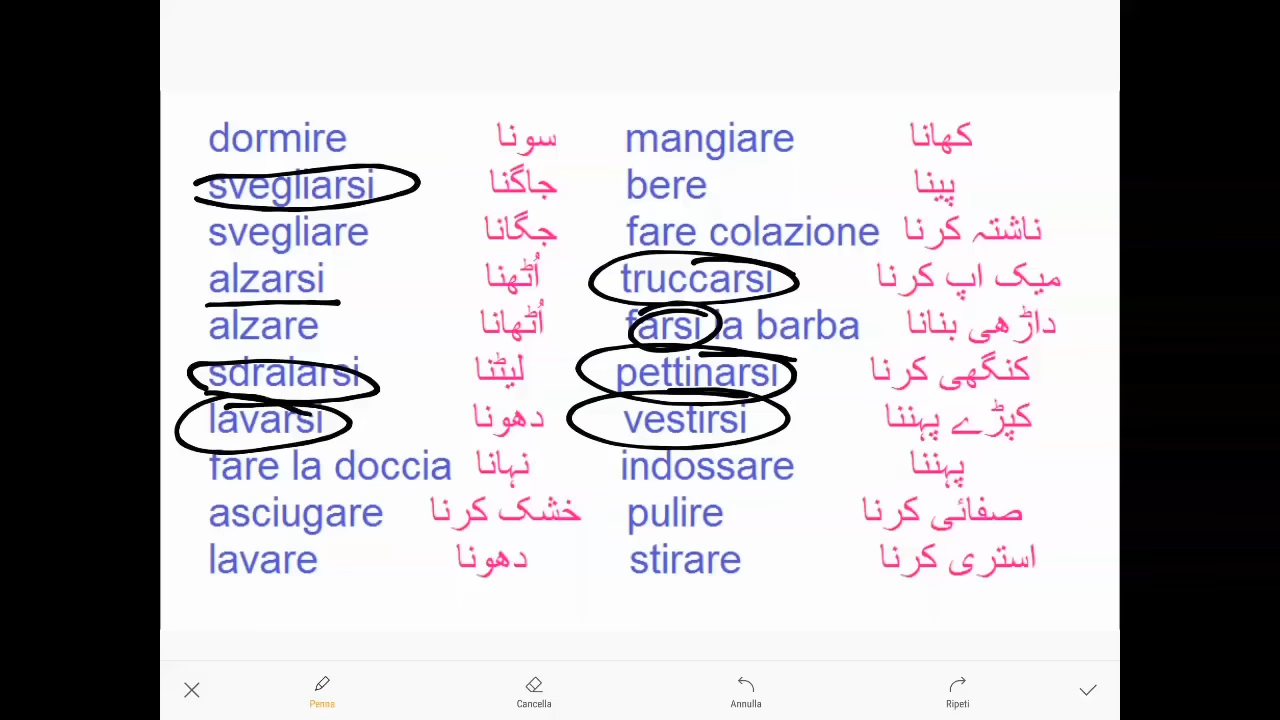 dormire سونا mangiare کھانا
svegliarsi جاگنا bere پینا
svegliare جگانا fare colazione ناشتہ کرنا
alzarsi اُٹھنا truccarsi میک اپ کرنا
alzare اُٹھانا farsi la barba داڑھی بنانا
sdralarsi لیٹنا pettinarsi کنگھی کرنا
lavarsi دھونا vestirsi کپڑے پہننا
fare la doccia نہانا indossare پہننا
asciugare خشک کرنا pulire صفائی کرنا
lavare دھونا stirare استری کرنا
Penna Cancella Annulla Ripeti